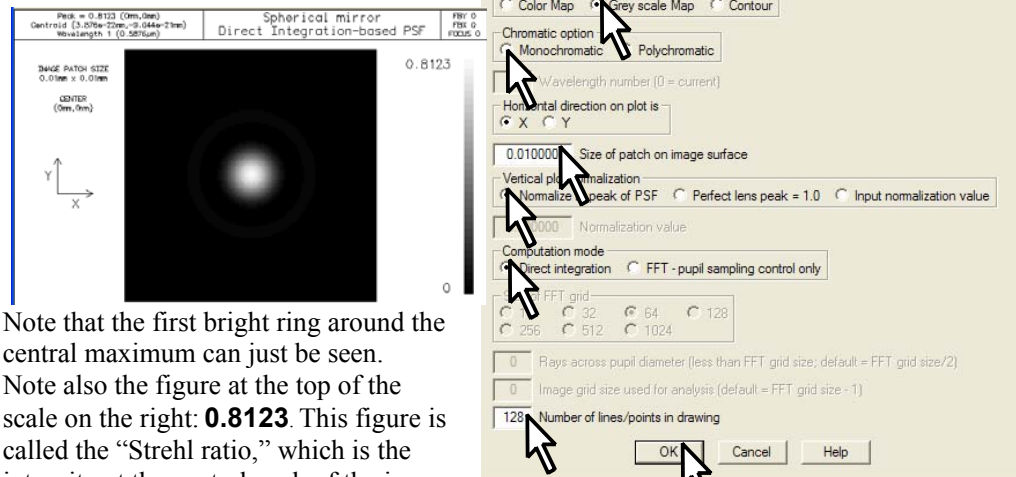 Peak = 0.8123 (0mm,0mm)
Centroid (3.876e-22mm,-9.044e-21mm)
Wavelength 1 (0.5876µm)
Spherical mirror
Direct Integration-based PSF
FBY 0
FBX 0
FOCUS 0
IMAGE PATCH SIZE
0.01mm x 0.01mm
CENTER
(0mm,0mm)
Y
X
0.8123
0
Note that the first bright ring around the
central maximum can just be seen.
Note also the figure at the top of the
scale on the right: 0.8123. This figure is
called the “Strehl ratio,” which is the
Color Map Grey scale Map Contour
Chromatic option
Monochromatic Polychromatic
Wavelength number (0 = current)
Horizontal direction on plot is
X Y
0.010000 Size of patch on image surface
Vertical plot normalization
Normalize peak of PSF Perfect lens peak = 1.0 Input normalization value
Normalization value
Computation mode
Direct integration FFT - pupil sampling control only
of FFT grid
32 64 128
256 512 1024
0 Rays across pupil diameter (less than FFT grid size; default = FFT grid size/2)
0 Image grid size used for analysis (default = FFT grid size - 1)
128 Number of lines/points in drawing
OK Cancel Help